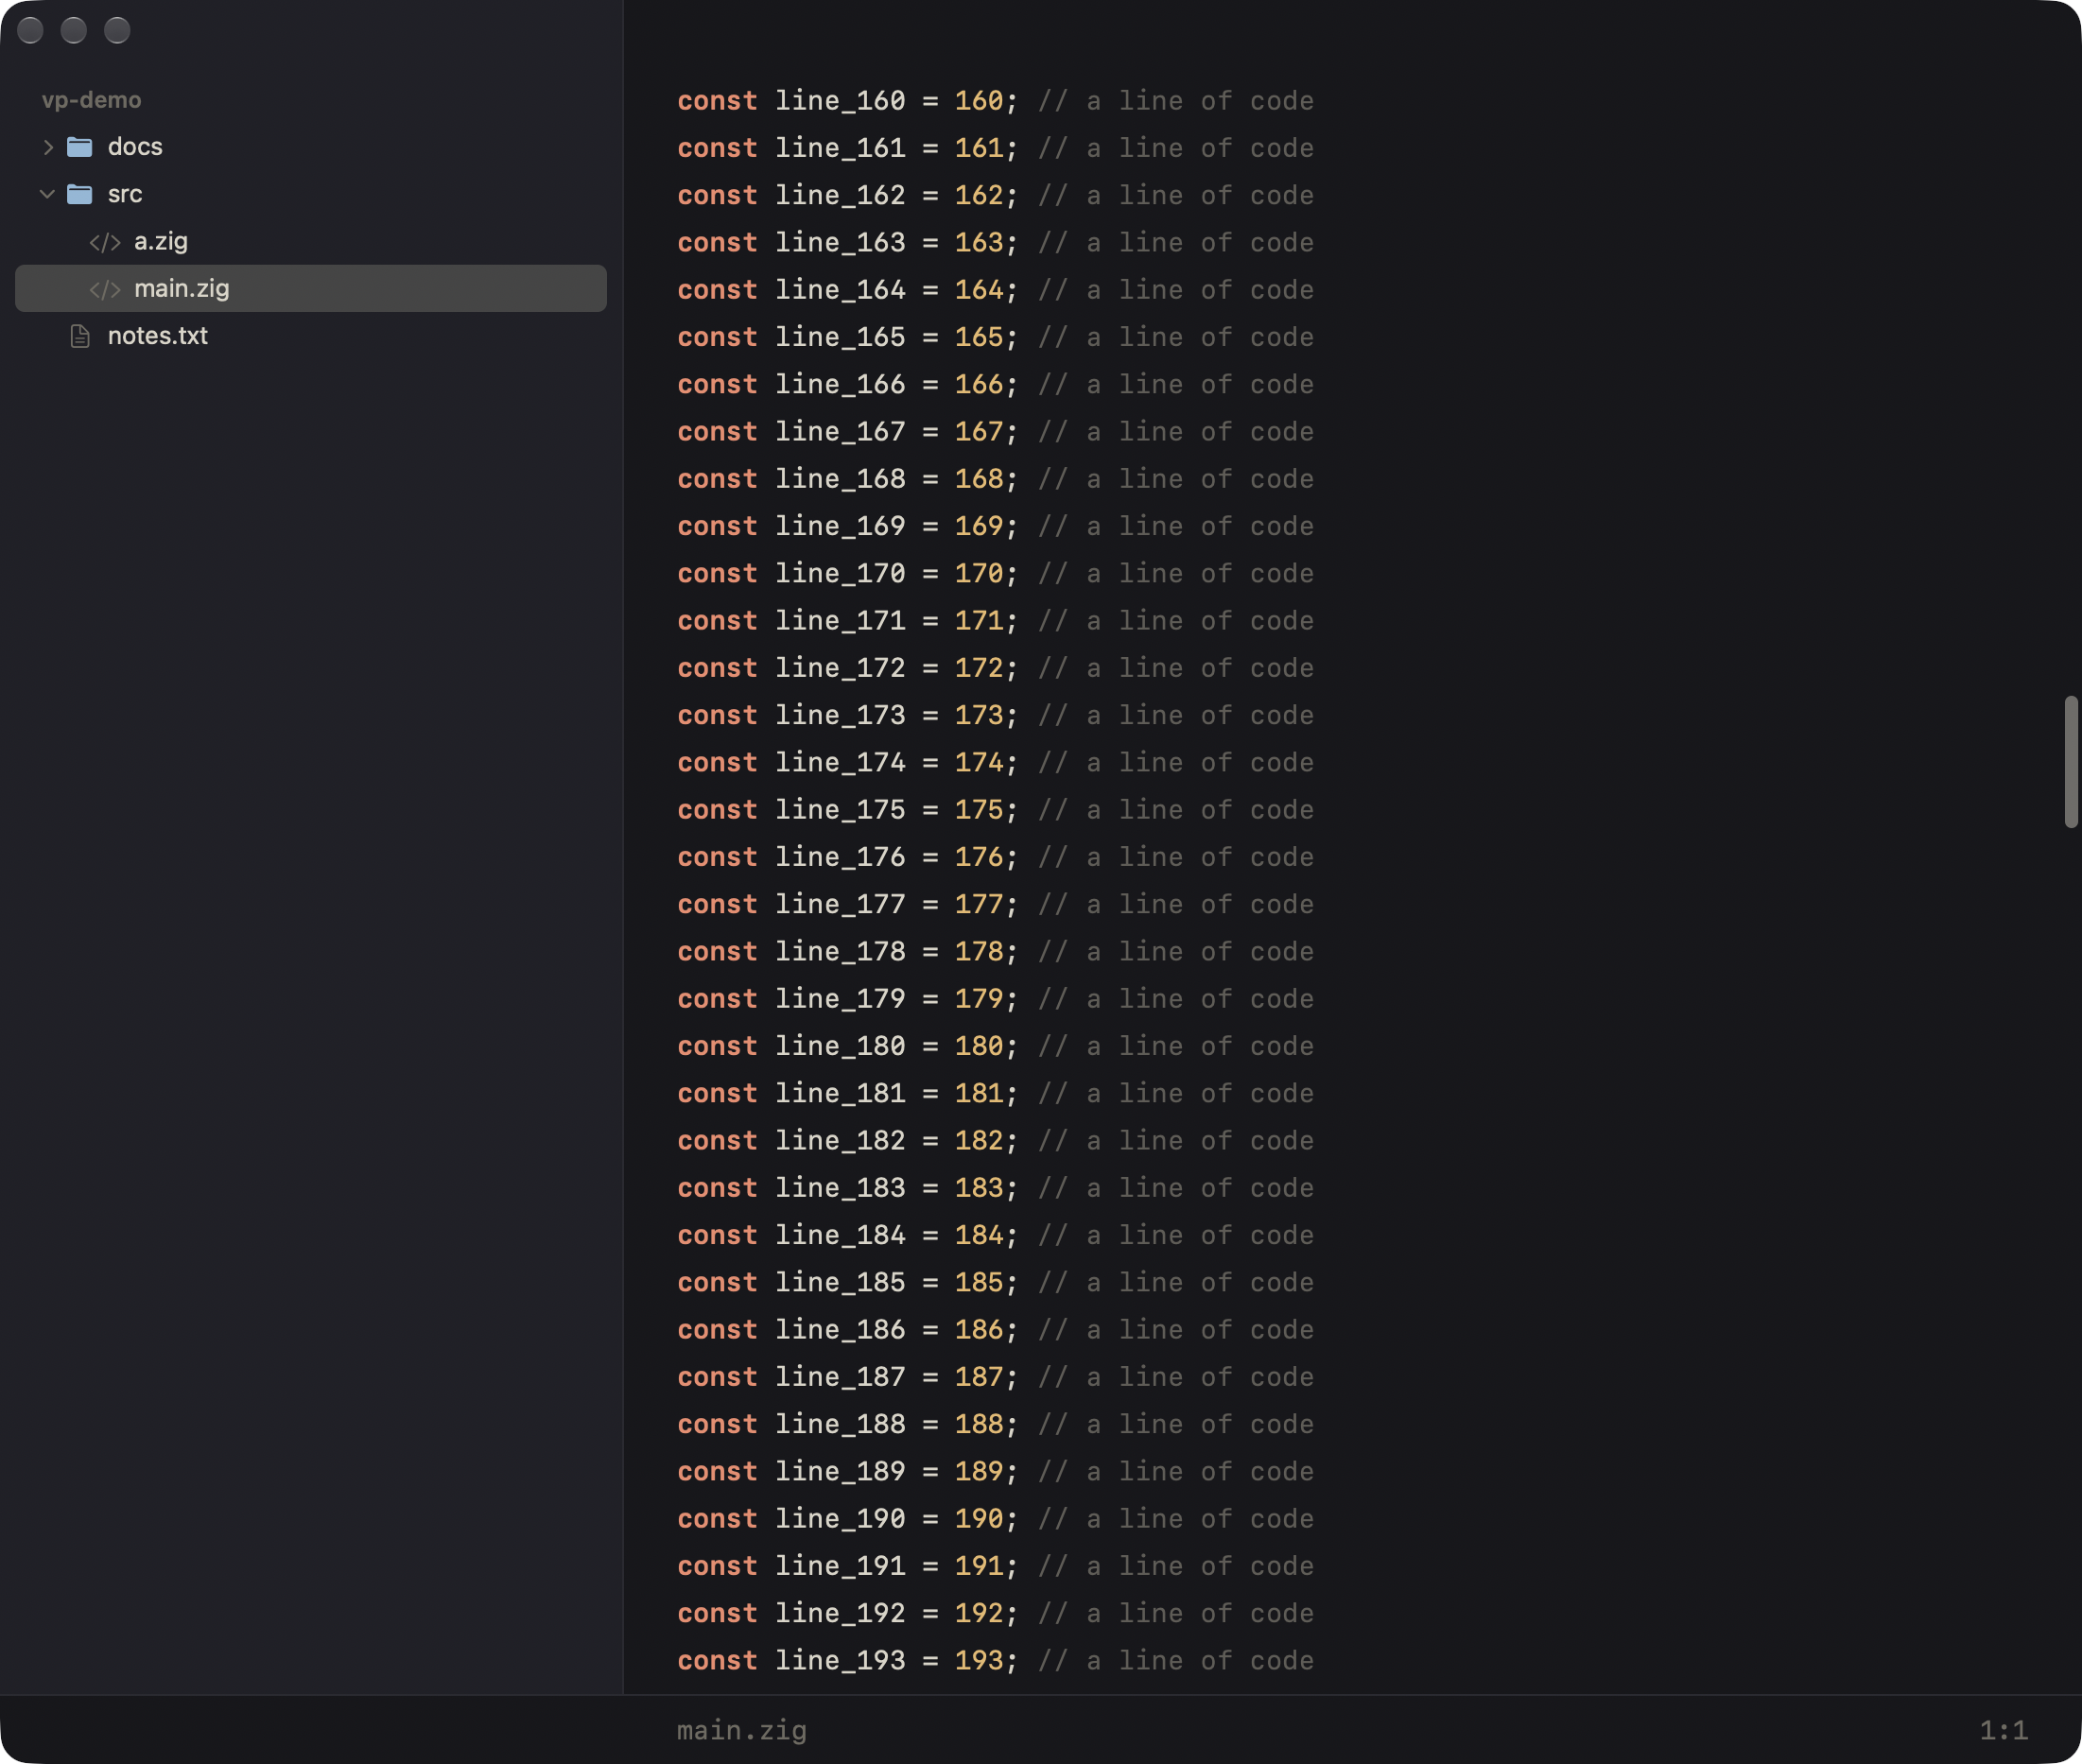 vp-demo
docs
src
a.zig
main.zig
notes.txt
const line_160 = 160; // a line of code
const line_161 = 161; // a line of code
const line_162 = 162; // a line of code
const line_163 = 163; // a line of code
const line_164 = 164; // a line of code
const line_165 = 165; // a line of code
const line_166 = 166; // a line of code
const line_167 = 167; // a line of code
const line_168 = 168; // a line of code
const line_169 = 169; // a line of code
const line_170 = 170; // a line of code
const line_171 = 171; // a line of code
const line_172 = 172; // a line of code
const line_173 = 173; // a line of code
const line_174 = 174; // a line of code
const line_175 = 175; // a line of code
const line_176 = 176; // a line of code
const line_177 = 177; // a line of code
const line_178 = 178; // a line of code
const line_179 = 179; // a line of code
const line_180 = 180; // a line of code
const line_181 = 181; // a line of code
const line_182 = 182; // a line of code
const line_183 = 183; // a line of code
const line_184 = 184; // a line of code
const line_185 = 185; // a line of code
const line_186 = 186; // a line of code
const line_187 = 187; // a line of code
const line_188 = 188; // a line of code
const line_189 = 189; // a line of code
const line_190 = 190; // a line of code
const line_191 = 191; // a line of code
const line_192 = 192; // a line of code
const line_193 = 193; // a line of code
main.zig 1:1